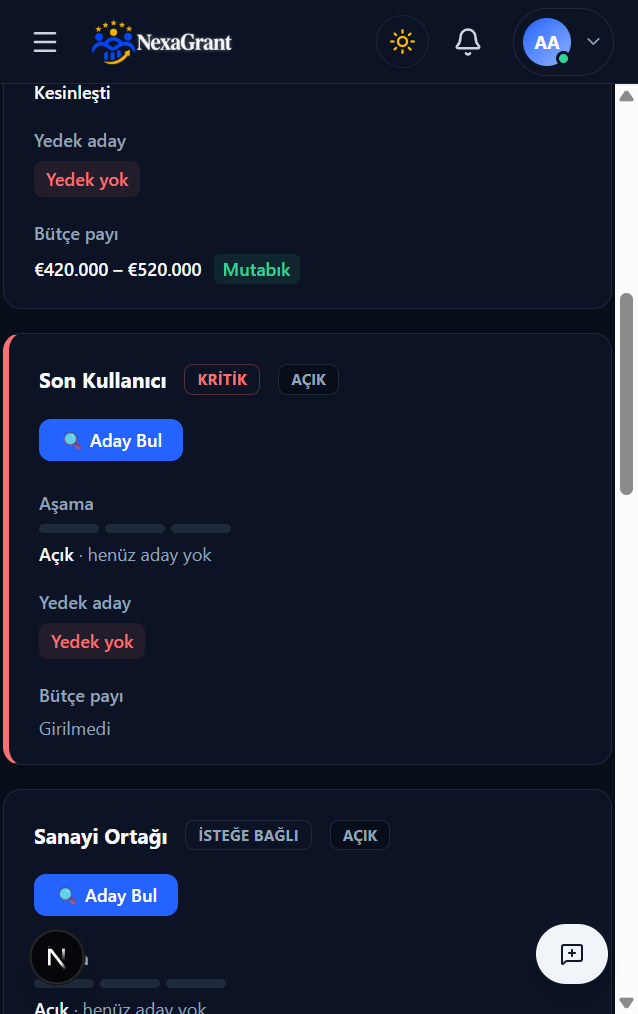 NexaGrant
AA
Kesinleşti
Yedek aday
Yedek yok
Bütçe payı
€420.000 – €520.000 Mutabık
Son Kullanıcı KRİTİK AÇIK
Aday Bul
Aşama
Açık · henüz aday yok
Yedek aday
Yedek yok
Bütçe payı
Girilmedi
Sanayi Ortağı İSTEĞE BAĞLI AÇIK
Aday Bul
N
Açık · henüz aday yok